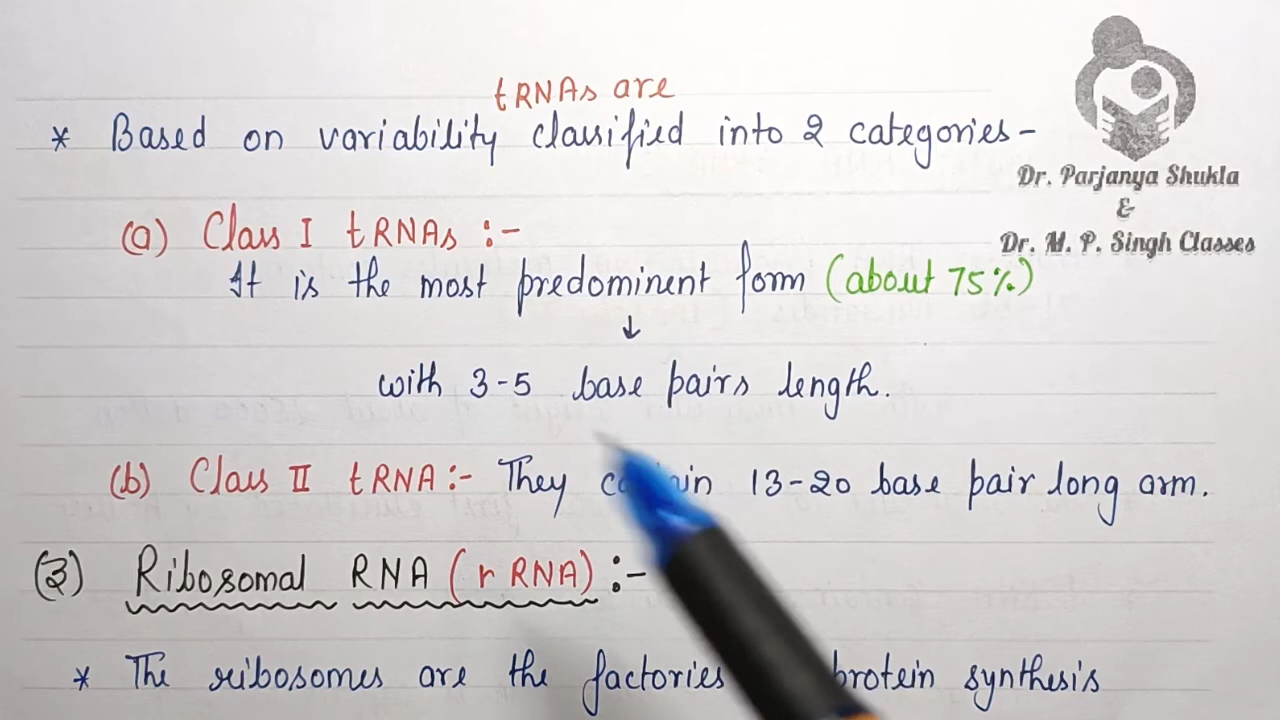 tRNAs are
* Based on variability classified into 2 categories-
(a) Class I tRNAs :-
It is the most predominent form (about 75%)
↓
with 3-5 base pairs length.
(b) Class II tRNA:- They 13-20 base pair long arm.
(3) Ribosomal RNA (rRNA) :-
* The ribosomes are the factories protein synthesis
Dr. Parjanya Shukla
&
Dr. M. P. Singh Classes